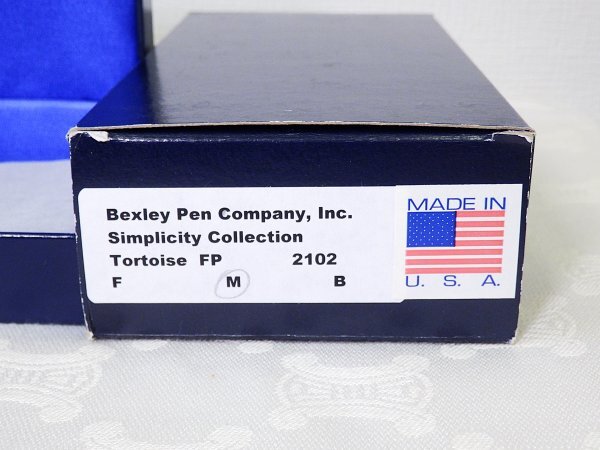 Bexley Pen Company, Inc.
Simplicity Collection
Tortoise FP 2102
F M B
MADE IN
U. S. A.